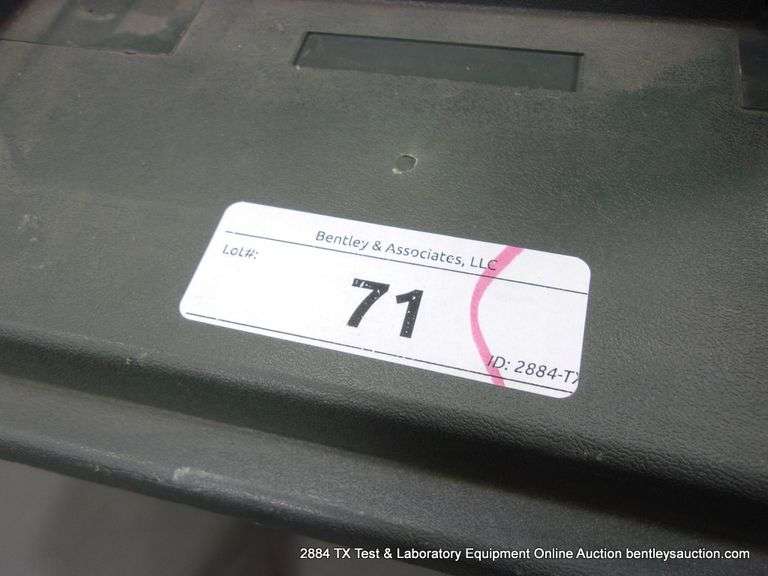 Bentley & Associates, LLC
Lot#:
71
ID: 2884-TX
2884 TX Test & Laboratory Equipment Online Auction bentleysauction.com